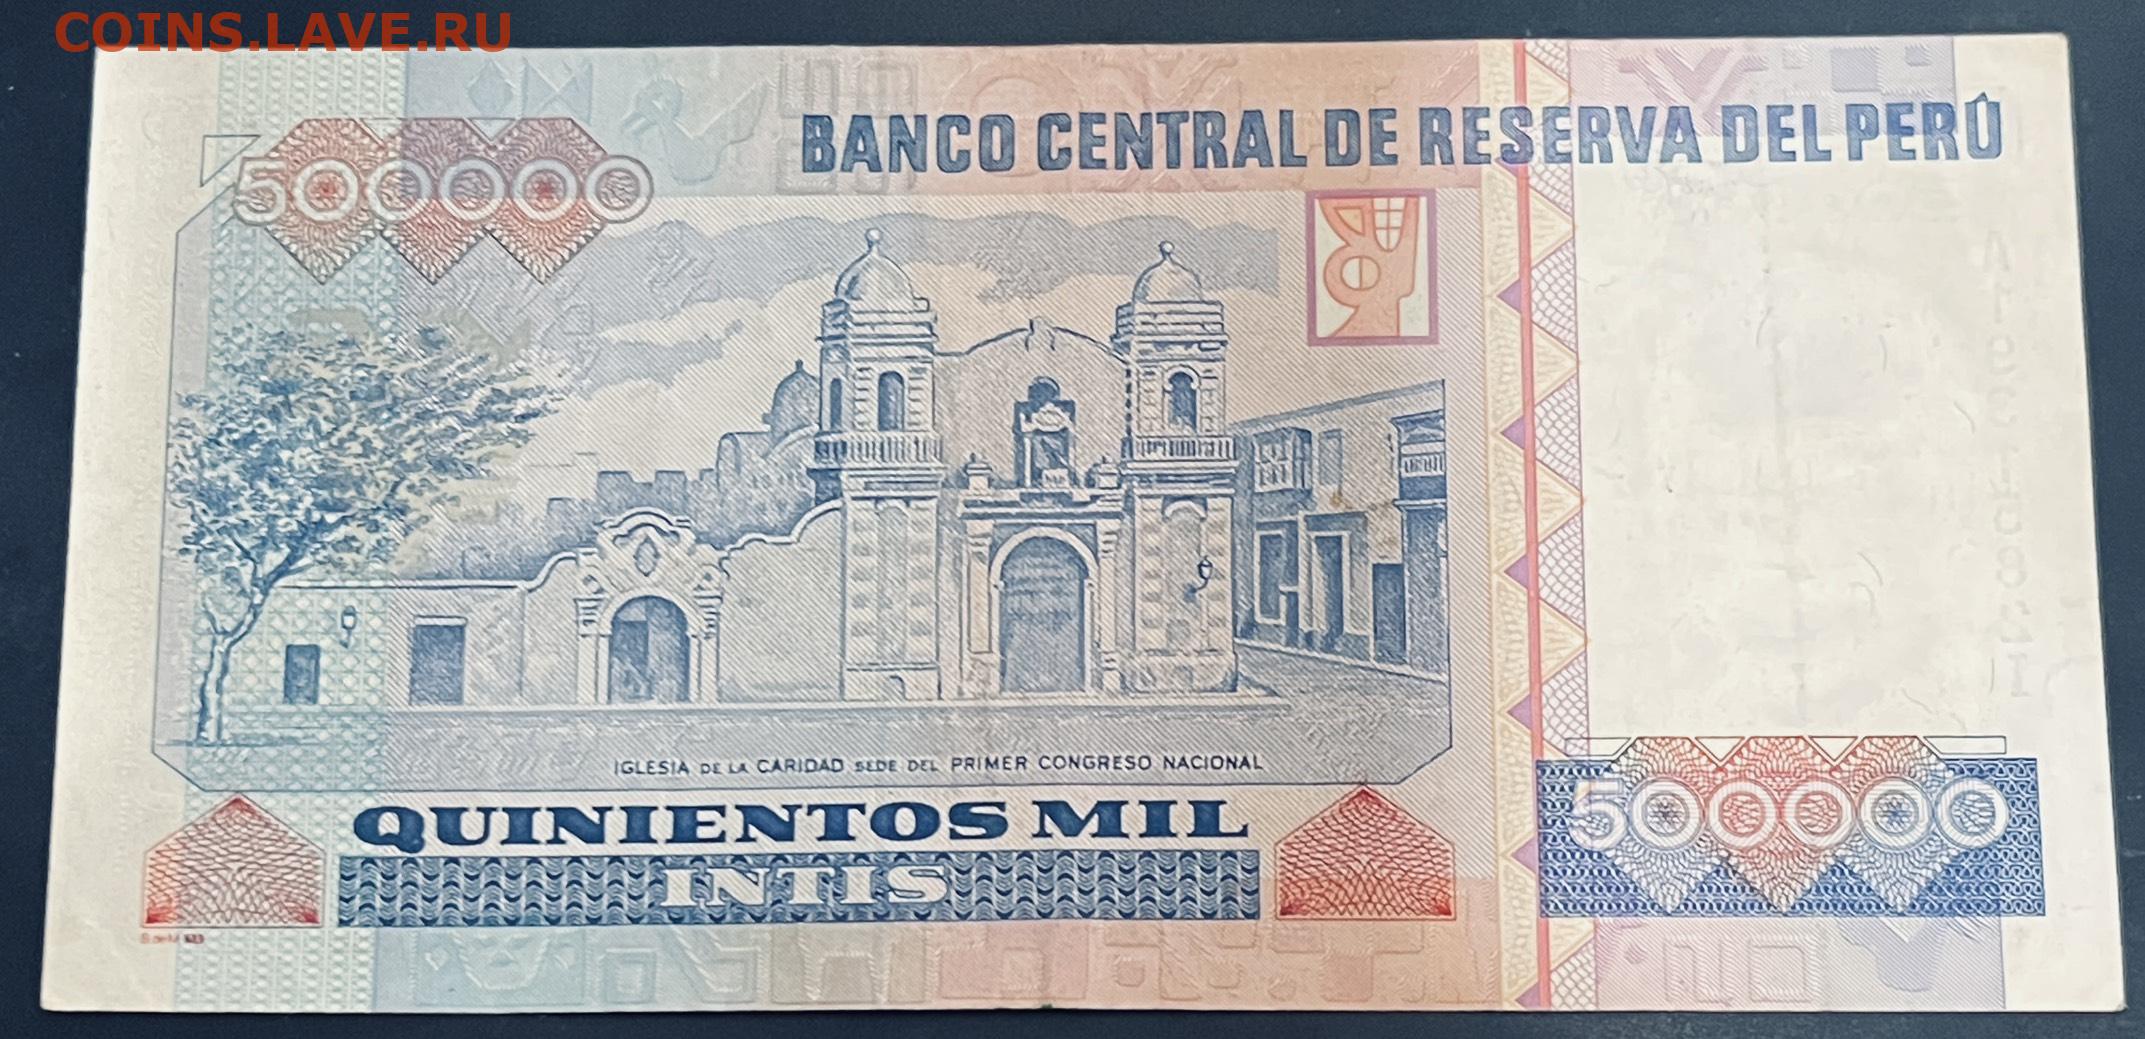 COINS.LAVE.RU
BANCO CENTRAL DE RESERVA DEL PERÚ
500000
IGLESIA DE LA CARIDAD SEDE DEL PRIMER CONGRESO NACIONAL
QUINIENTOS MIL
INTIS
500000